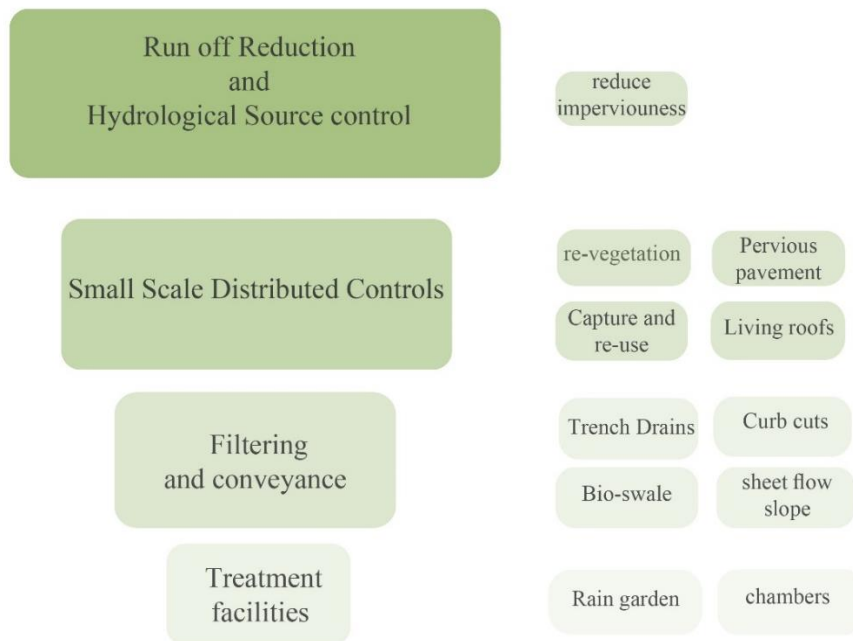 Run off Reduction
and
Hydrological Source control
reduce
imperviouness
Small Scale Distributed Controls
re-vegetation
Pervious
pavement
Capture and
re-use
Living roofs
Filtering
and conveyance
Trench Drains
Curb cuts
Bio-swale
sheet flow
slope
Treatment
facilities
Rain garden
chambers